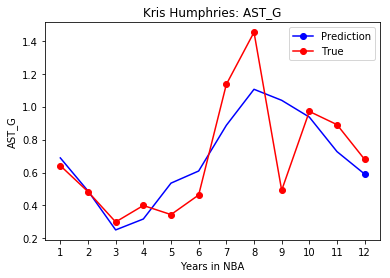 Kris Humphries: AST_G
Prediction
True
1.4
1.2
1.0
0.8
0.6
0.4
0.2
AST_G
1 2 3 4 5 6 7 8 9 10 11 12
Years in NBA